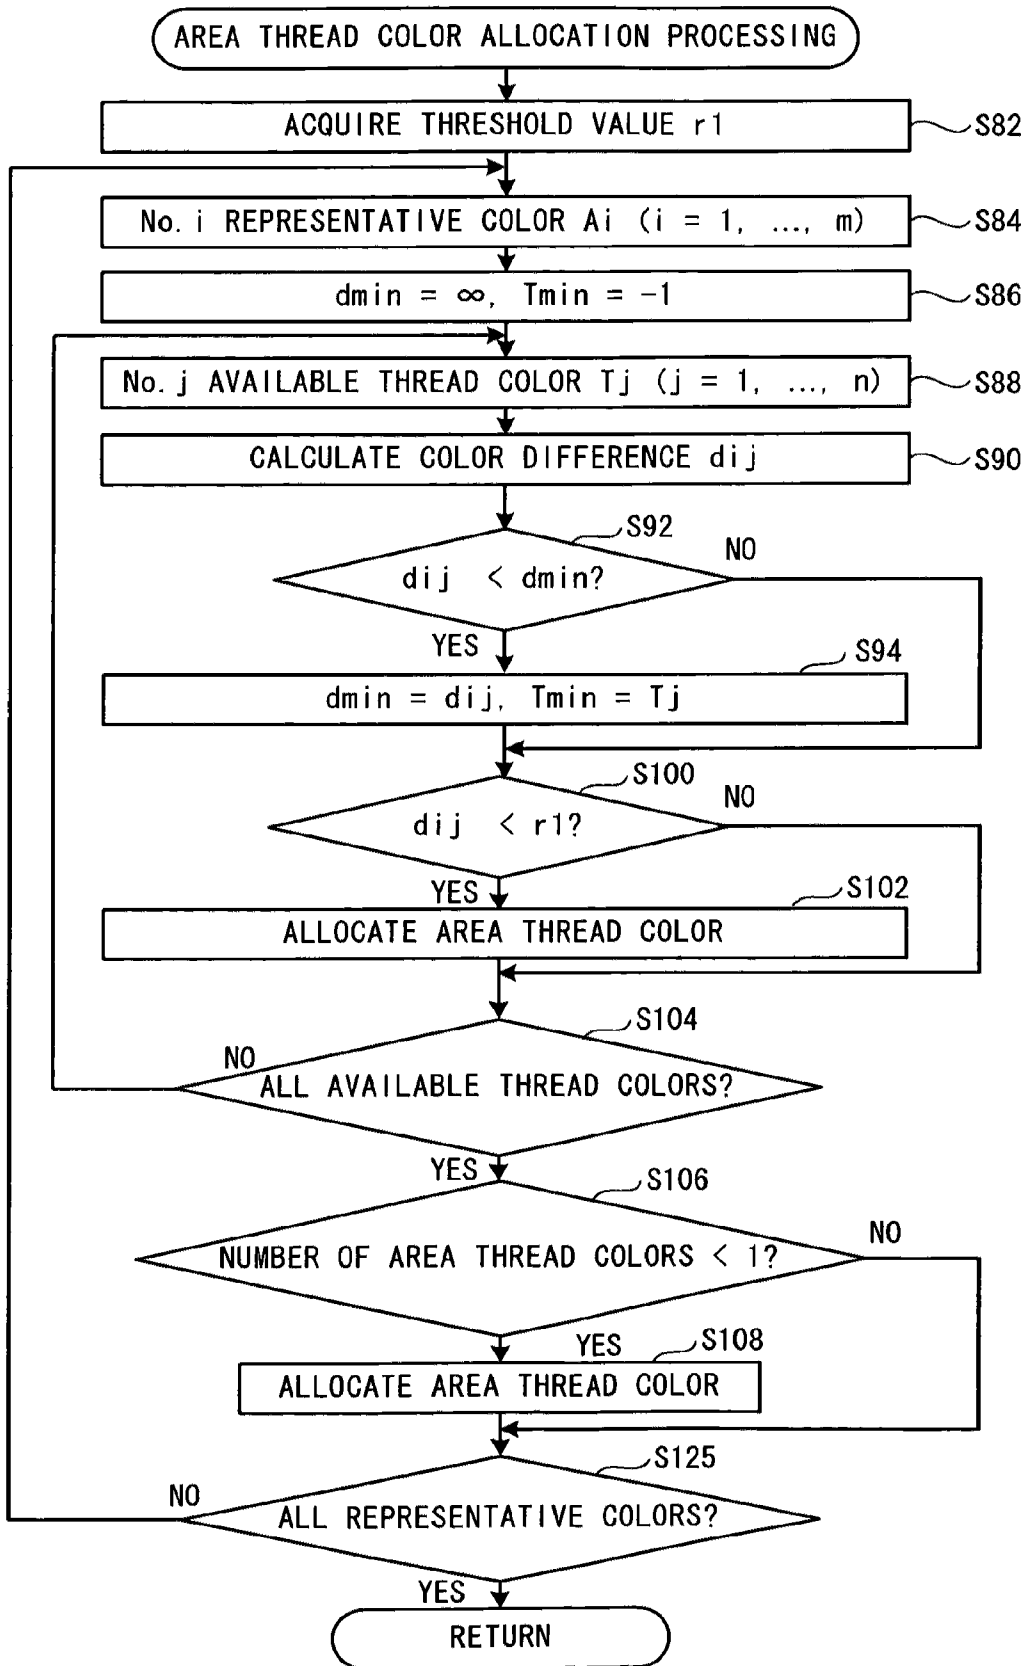 AREA THREAD COLOR ALLOCATION PROCESSING
ACQUIRE THRESHOLD VALUE r1
S82
No. i REPRESENTATIVE COLOR Ai (i = 1, ..., m)
S84
dmin = ∞, Tmin = -1
S86
No. j AVAILABLE THREAD COLOR Tj (j = 1, ..., n)
S88
CALCULATE COLOR DIFFERENCE dij
S90
S92
dij < dmin?
NO
YES
S94
dmin = dij, Tmin = Tj
S100
dij < r1?
NO
YES
S102
ALLOCATE AREA THREAD COLOR
S104
NO
ALL AVAILABLE THREAD COLORS?
YES
S106
NUMBER OF AREA THREAD COLORS < 1?
NO
YES
S108
ALLOCATE AREA THREAD COLOR
S125
NO
ALL REPRESENTATIVE COLORS?
YES
RETURN